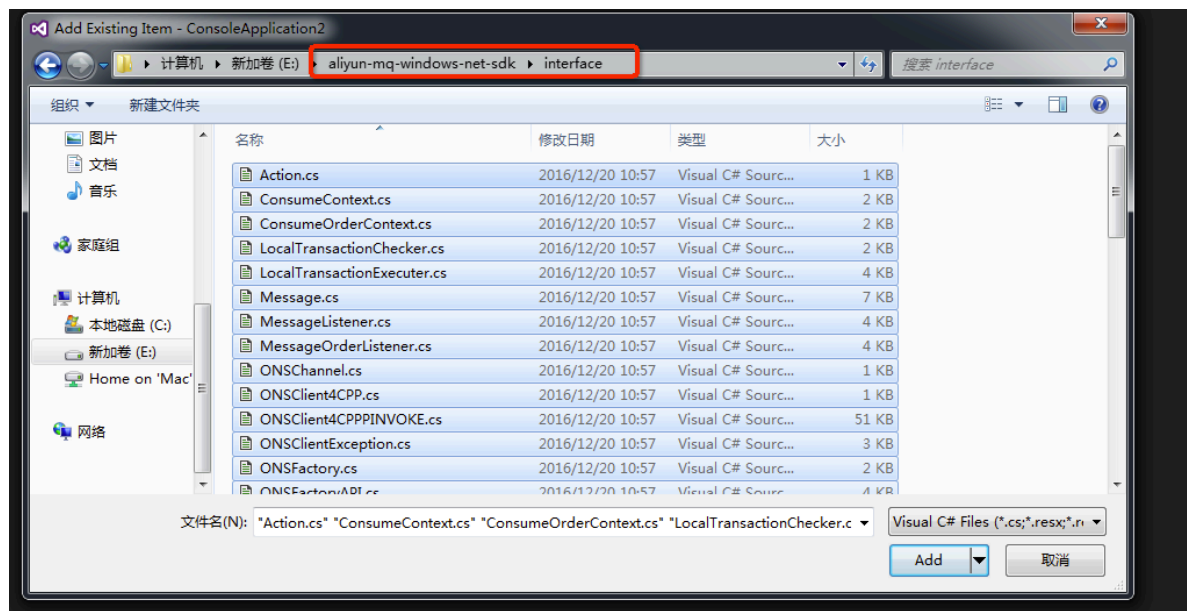 Add Existing Item - ConsoleApplication2
计算机 新加卷 (E:) aliyun-mq-windows-net-sdk interface 搜索 interface
组织 新建文件夹
图片 名称 修改日期 类型 大小
文档 Action.cs 2016/12/20 10:57 Visual C# Sourc... 1 KB
音乐 ConsumeContext.cs 2016/12/20 10:57 Visual C# Sourc... 2 KB
ConsumeOrderContext.cs 2016/12/20 10:57 Visual C# Sourc... 2 KB
家庭组 LocalTransactionChecker.cs 2016/12/20 10:57 Visual C# Sourc... 2 KB
LocalTransactionExecuter.cs 2016/12/20 10:57 Visual C# Sourc... 4 KB
计算机 Message.cs 2016/12/20 10:57 Visual C# Sourc... 7 KB
本地磁盘 (C:) MessageListener.cs 2016/12/20 10:57 Visual C# Sourc... 4 KB
新加卷 (E:) MessageOrderListener.cs 2016/12/20 10:57 Visual C# Sourc... 4 KB
Home on 'Mac' ONSChannel.cs 2016/12/20 10:57 Visual C# Sourc... 1 KB
ONSClient4CPP.cs 2016/12/20 10:57 Visual C# Sourc... 1 KB
网络 ONSClient4CPPPINVOKE.cs 2016/12/20 10:57 Visual C# Sourc... 51 KB
ONSClientException.cs 2016/12/20 10:57 Visual C# Sourc... 3 KB
ONSFactory.cs 2016/12/20 10:57 Visual C# Sourc... 2 KB
ONSFactoryAPI.cs 2016/12/20 10:57 Visual C# Sourc... 4 KB
文件名(N): "Action.cs" "ConsumeContext.cs" "ConsumeOrderContext.cs" "LocalTransactionChecker.c Visual C# Files (*.cs;*.resx;*.r
Add 取消